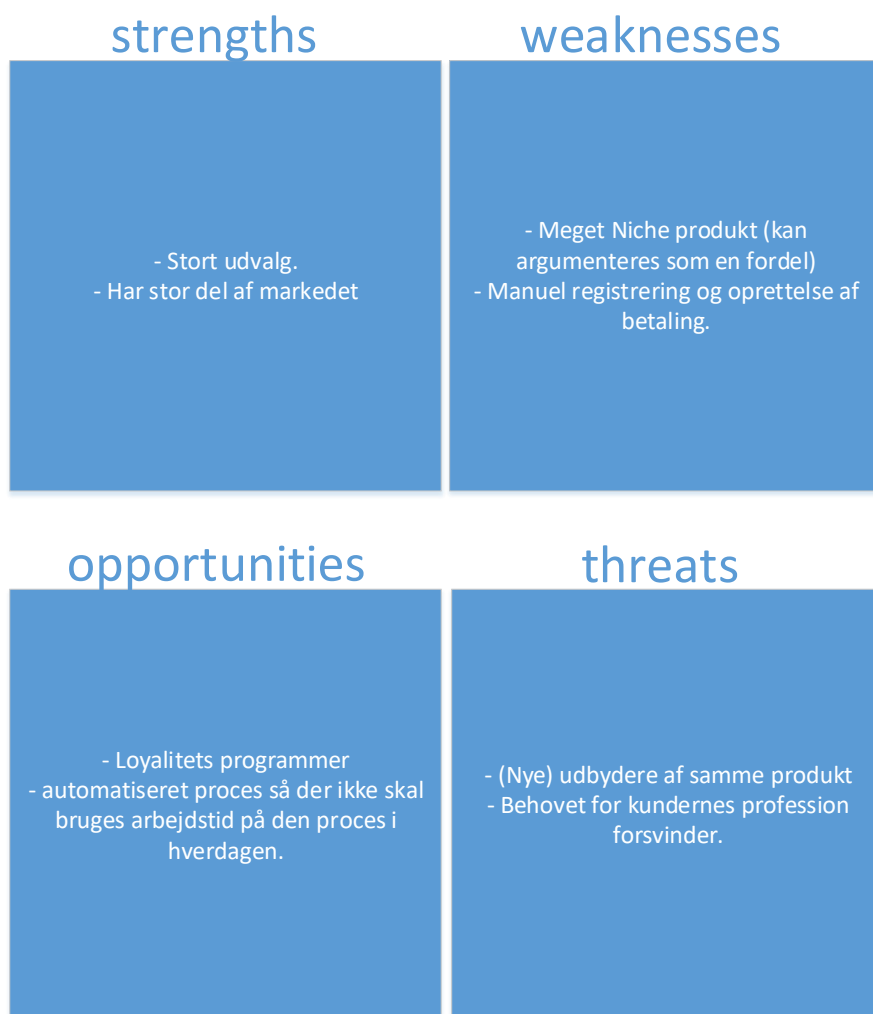 strengths
weaknesses
- Stort udvalg.
- Har stor del af markedet
- Meget Niche produkt (kan
argumenteres som en fordel)
- Manuel registrering og oprettelse af
betaling.
opportunities
threats
- Loyalitets programmer
- automatiseret proces så der ikke skal
bruges arbejdstid på den proces i
hverdagen.
- (Nye) udbydere af samme produkt
- Behovet for kundernes profession
forsvinder.